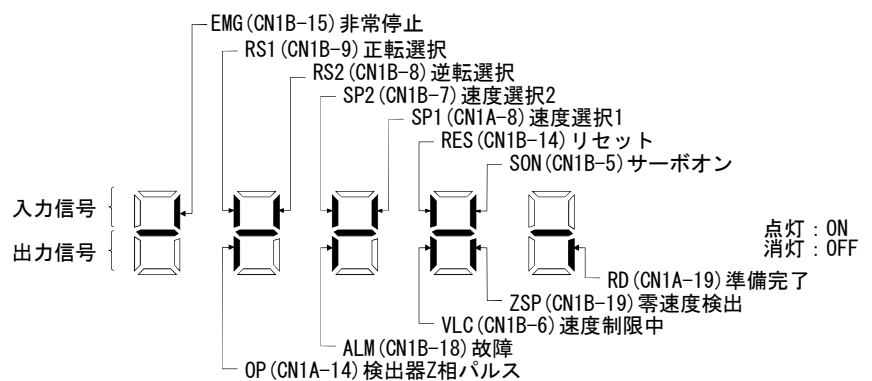 EMG(CN1B-15)非常停止
RS1(CN1B-9)正転選択
RS2(CN1B-8)逆転選択
SP2(CN1B-7)速度選択2
SP1(CN1A-8)速度選択1
RES(CN1B-14)リセット
SON(CN1B-5)サーボオン
入力信号
出力信号
点灯：ON
消灯：OFF
RD(CN1A-19)準備完了
ZSP(CN1B-19)零速度検出
VLC(CN1B-6)速度制限中
ALM(CN1B-18)故障
OP(CN1A-14)検出器Z相パルス